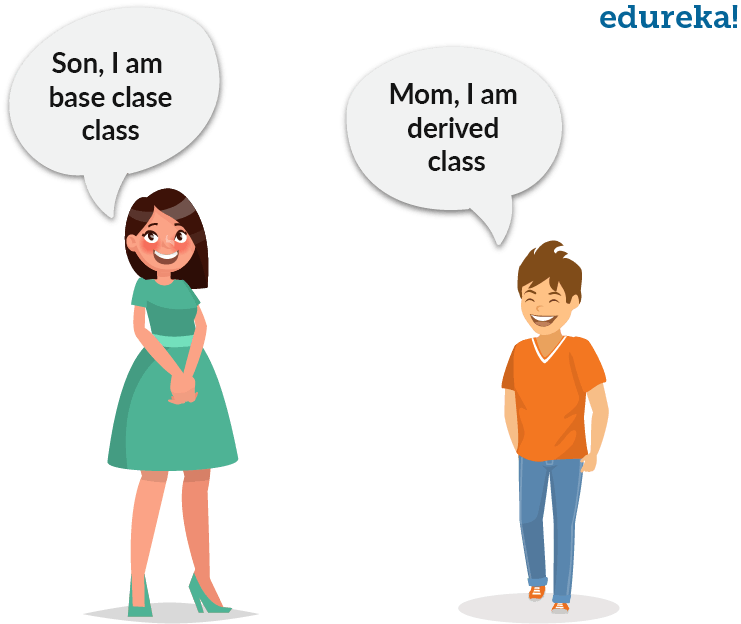 edureka!
Son, I am
base clase
class
Mom, I am
derived
class